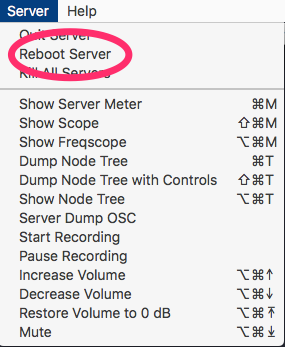 Server Help
Quit Server
Reboot Server
Kill All Servers
Show Server Meter ⌘M
Show Scope ⇧⌘M
Show Freqscope ⌥⌘M
Dump Node Tree ⌘T
Dump Node Tree with Controls ⇧⌘T
Show Node Tree ⌥⌘T
Server Dump OSC
Start Recording
Pause Recording
Increase Volume ⌥⌘↑
Decrease Volume ⌥⌘↓
Restore Volume to 0 dB ⌥⌘⤒
Mute ⌥⌘⤓